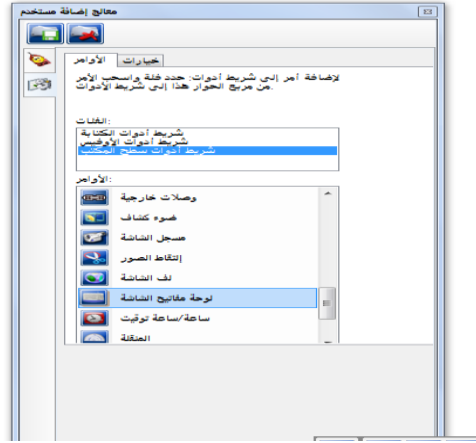 معالج إضافة مستخدم
خيارات
الأوامر
لإضافة أمر إلى شريط أدوات: حدد فئة واسحب الأمر
من مربع الحوار هذا إلى شريط الأدوات.
الفئات:
شريط أدوات الكتابة
شريط أدوات الأوفيس
شريط أدوات سطح المكتب
الأوامر:
وصلات خارجية
ضوء كشاف
مسجل الشاشة
إلتقاط الصور
لف الشاشة
لوحة مفاتيح الشاشة
ساعة/ساعة توقيت
المنقلة